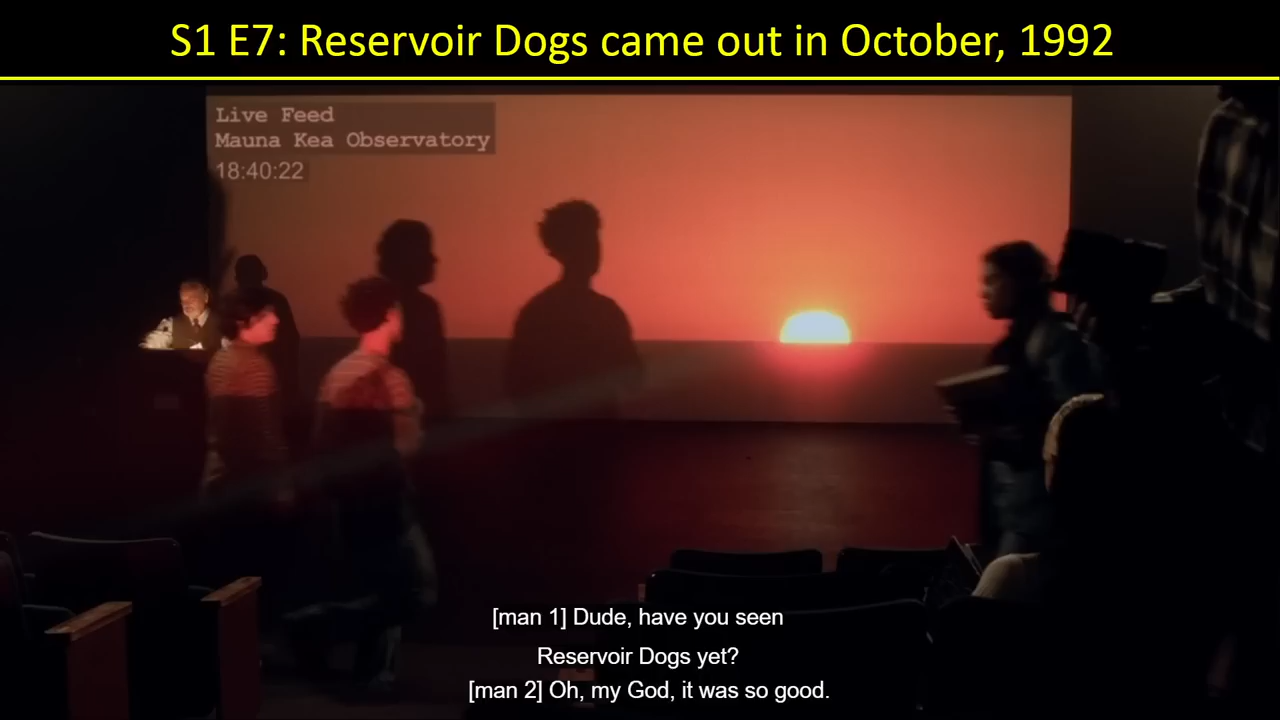 S1 E7: Reservoir Dogs came out in October, 1992
Live Feed
Mauna Kea Observatory
18:40:22
[man 1] Dude, have you seen
Reservoir Dogs yet?
[man 2] Oh, my God, it was so good.